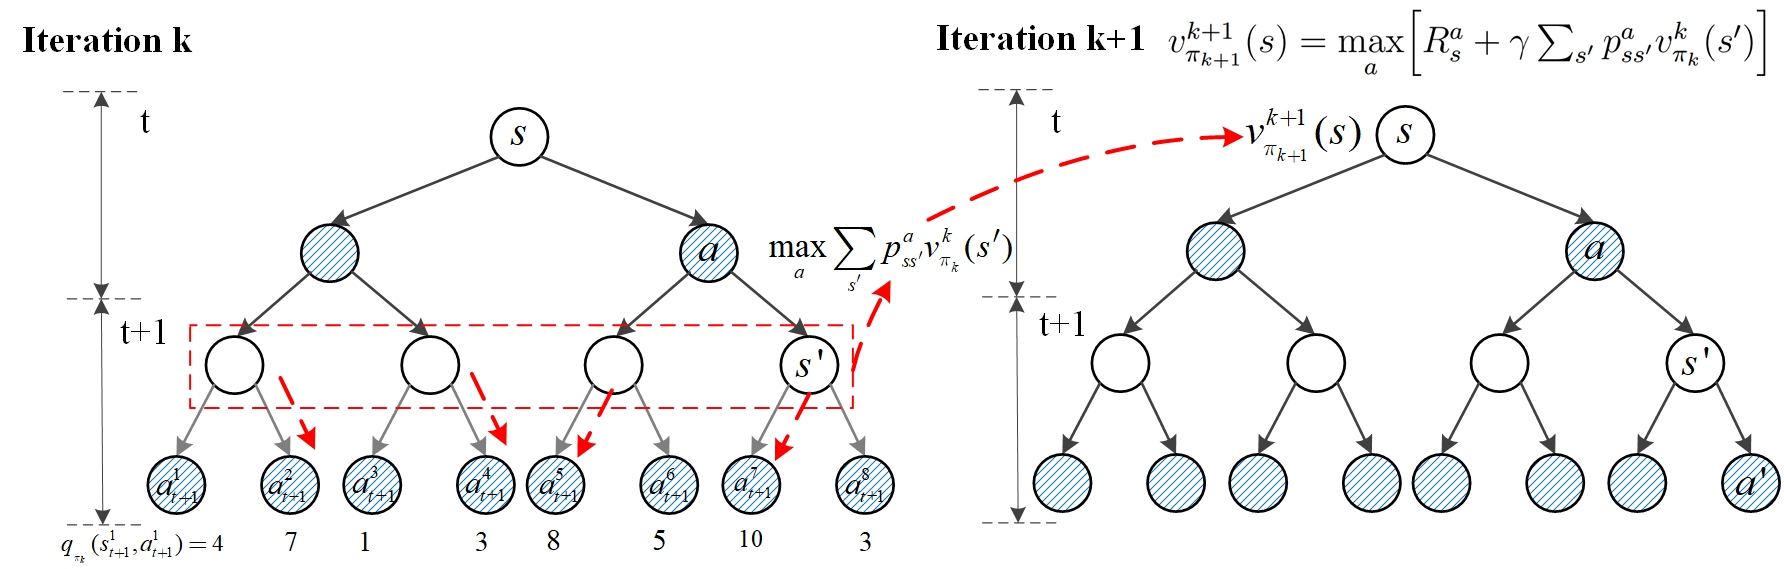 Iteration k
Iteration k+1 v^{k+1}_{π_{k+1}}(s) = max_a [R^a_s + γ ∑_{s'} p^a_{ss'} v^k_{π_k}(s')]
t
s
a
max_a ∑_{s'} p^a_{ss'} v^k_{π_k}(s')
t+1
s'
a^1_{t+1} a^2_{t+1} a^3_{t+1} a^4_{t+1} a^5_{t+1} a^6_{t+1} a^7_{t+1} a^8_{t+1}
q_{π_k}(s^1_{t+1}, a^1_{t+1}) = 4 7 1 3 8 5 10 3
t
v^{k+1}_{π_{k+1}}(s) s
a
t+1
s'
a'